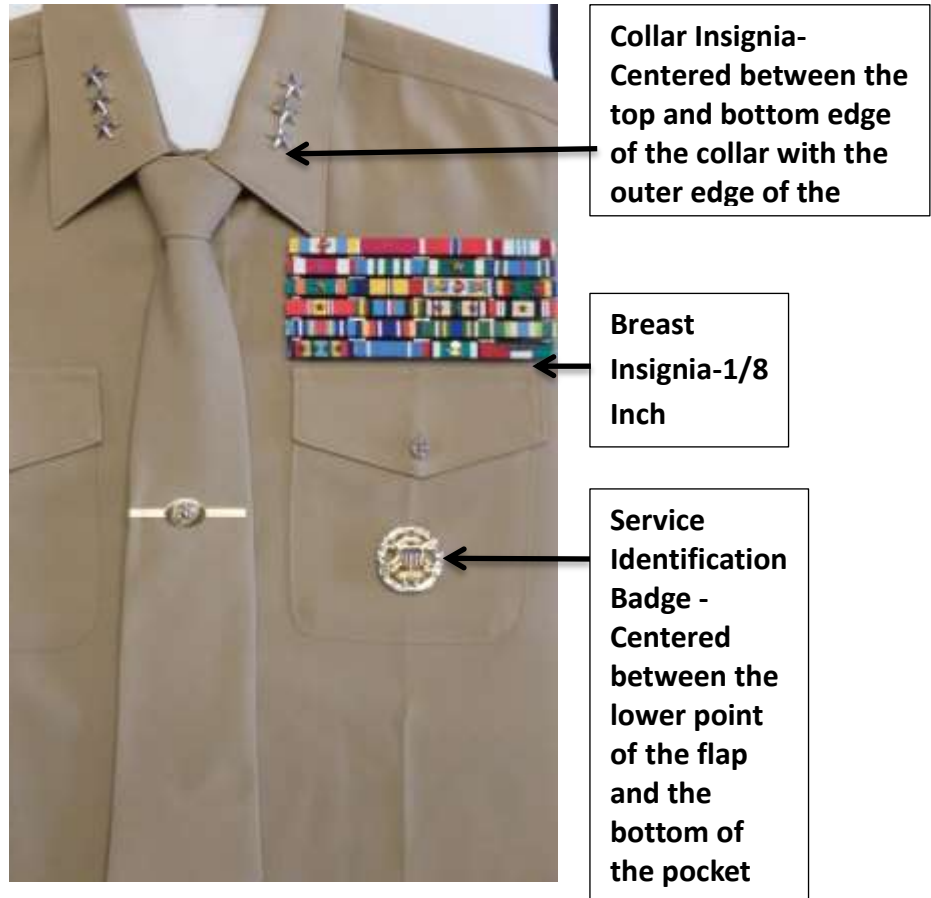 Collar Insignia-
Centered between the
top and bottom edge
of the collar with the
outer edge of the
Breast
Insignia-1/8
Inch
Service
Identification
Badge -
Centered
between the
lower point
of the flap
and the
bottom of
the pocket